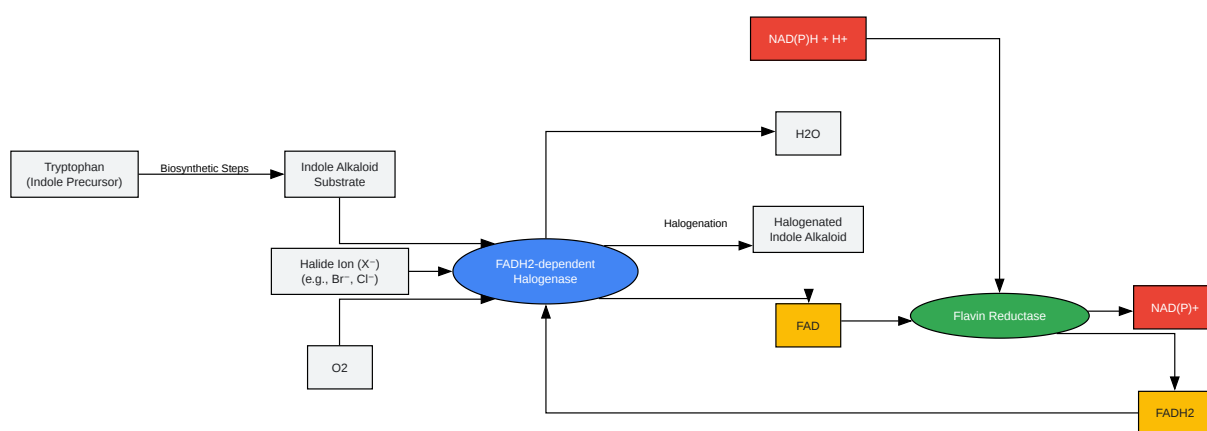 NAD(P)H + H+
H2O
Tryptophan
(Indole Precursor)
Biosynthetic Steps
Indole Alkaloid
Substrate
Halogenation
Halogenated
Indole Alkaloid
Halide Ion (X⁻)
(e.g., Br⁻, Cl⁻)
FADH2-dependent
Halogenase
NAD(P)+
Flavin Reductase
FAD
O2
FADH2